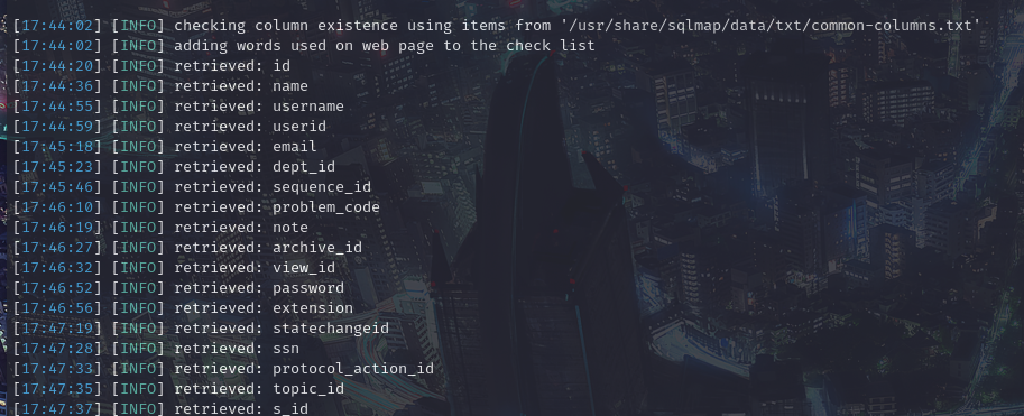 [17:44:02] [INFO] checking column existence using items from '/usr/share/sqlmap/data/txt/common-columns.txt'
[17:44:02] [INFO] adding words used on web page to the check list
[17:44:20] [INFO] retrieved: id
[17:44:36] [INFO] retrieved: name
[17:44:55] [INFO] retrieved: username
[17:44:59] [INFO] retrieved: userid
[17:45:18] [INFO] retrieved: email
[17:45:23] [INFO] retrieved: dept_id
[17:45:46] [INFO] retrieved: sequence_id
[17:46:10] [INFO] retrieved: problem_code
[17:46:19] [INFO] retrieved: note
[17:46:27] [INFO] retrieved: archive_id
[17:46:32] [INFO] retrieved: view_id
[17:46:52] [INFO] retrieved: password
[17:46:56] [INFO] retrieved: extension
[17:47:19] [INFO] retrieved: statechangeid
[17:47:28] [INFO] retrieved: ssn
[17:47:33] [INFO] retrieved: protocol_action_id
[17:47:35] [INFO] retrieved: topic_id
[17:47:37] [INFO] retrieved: s_id